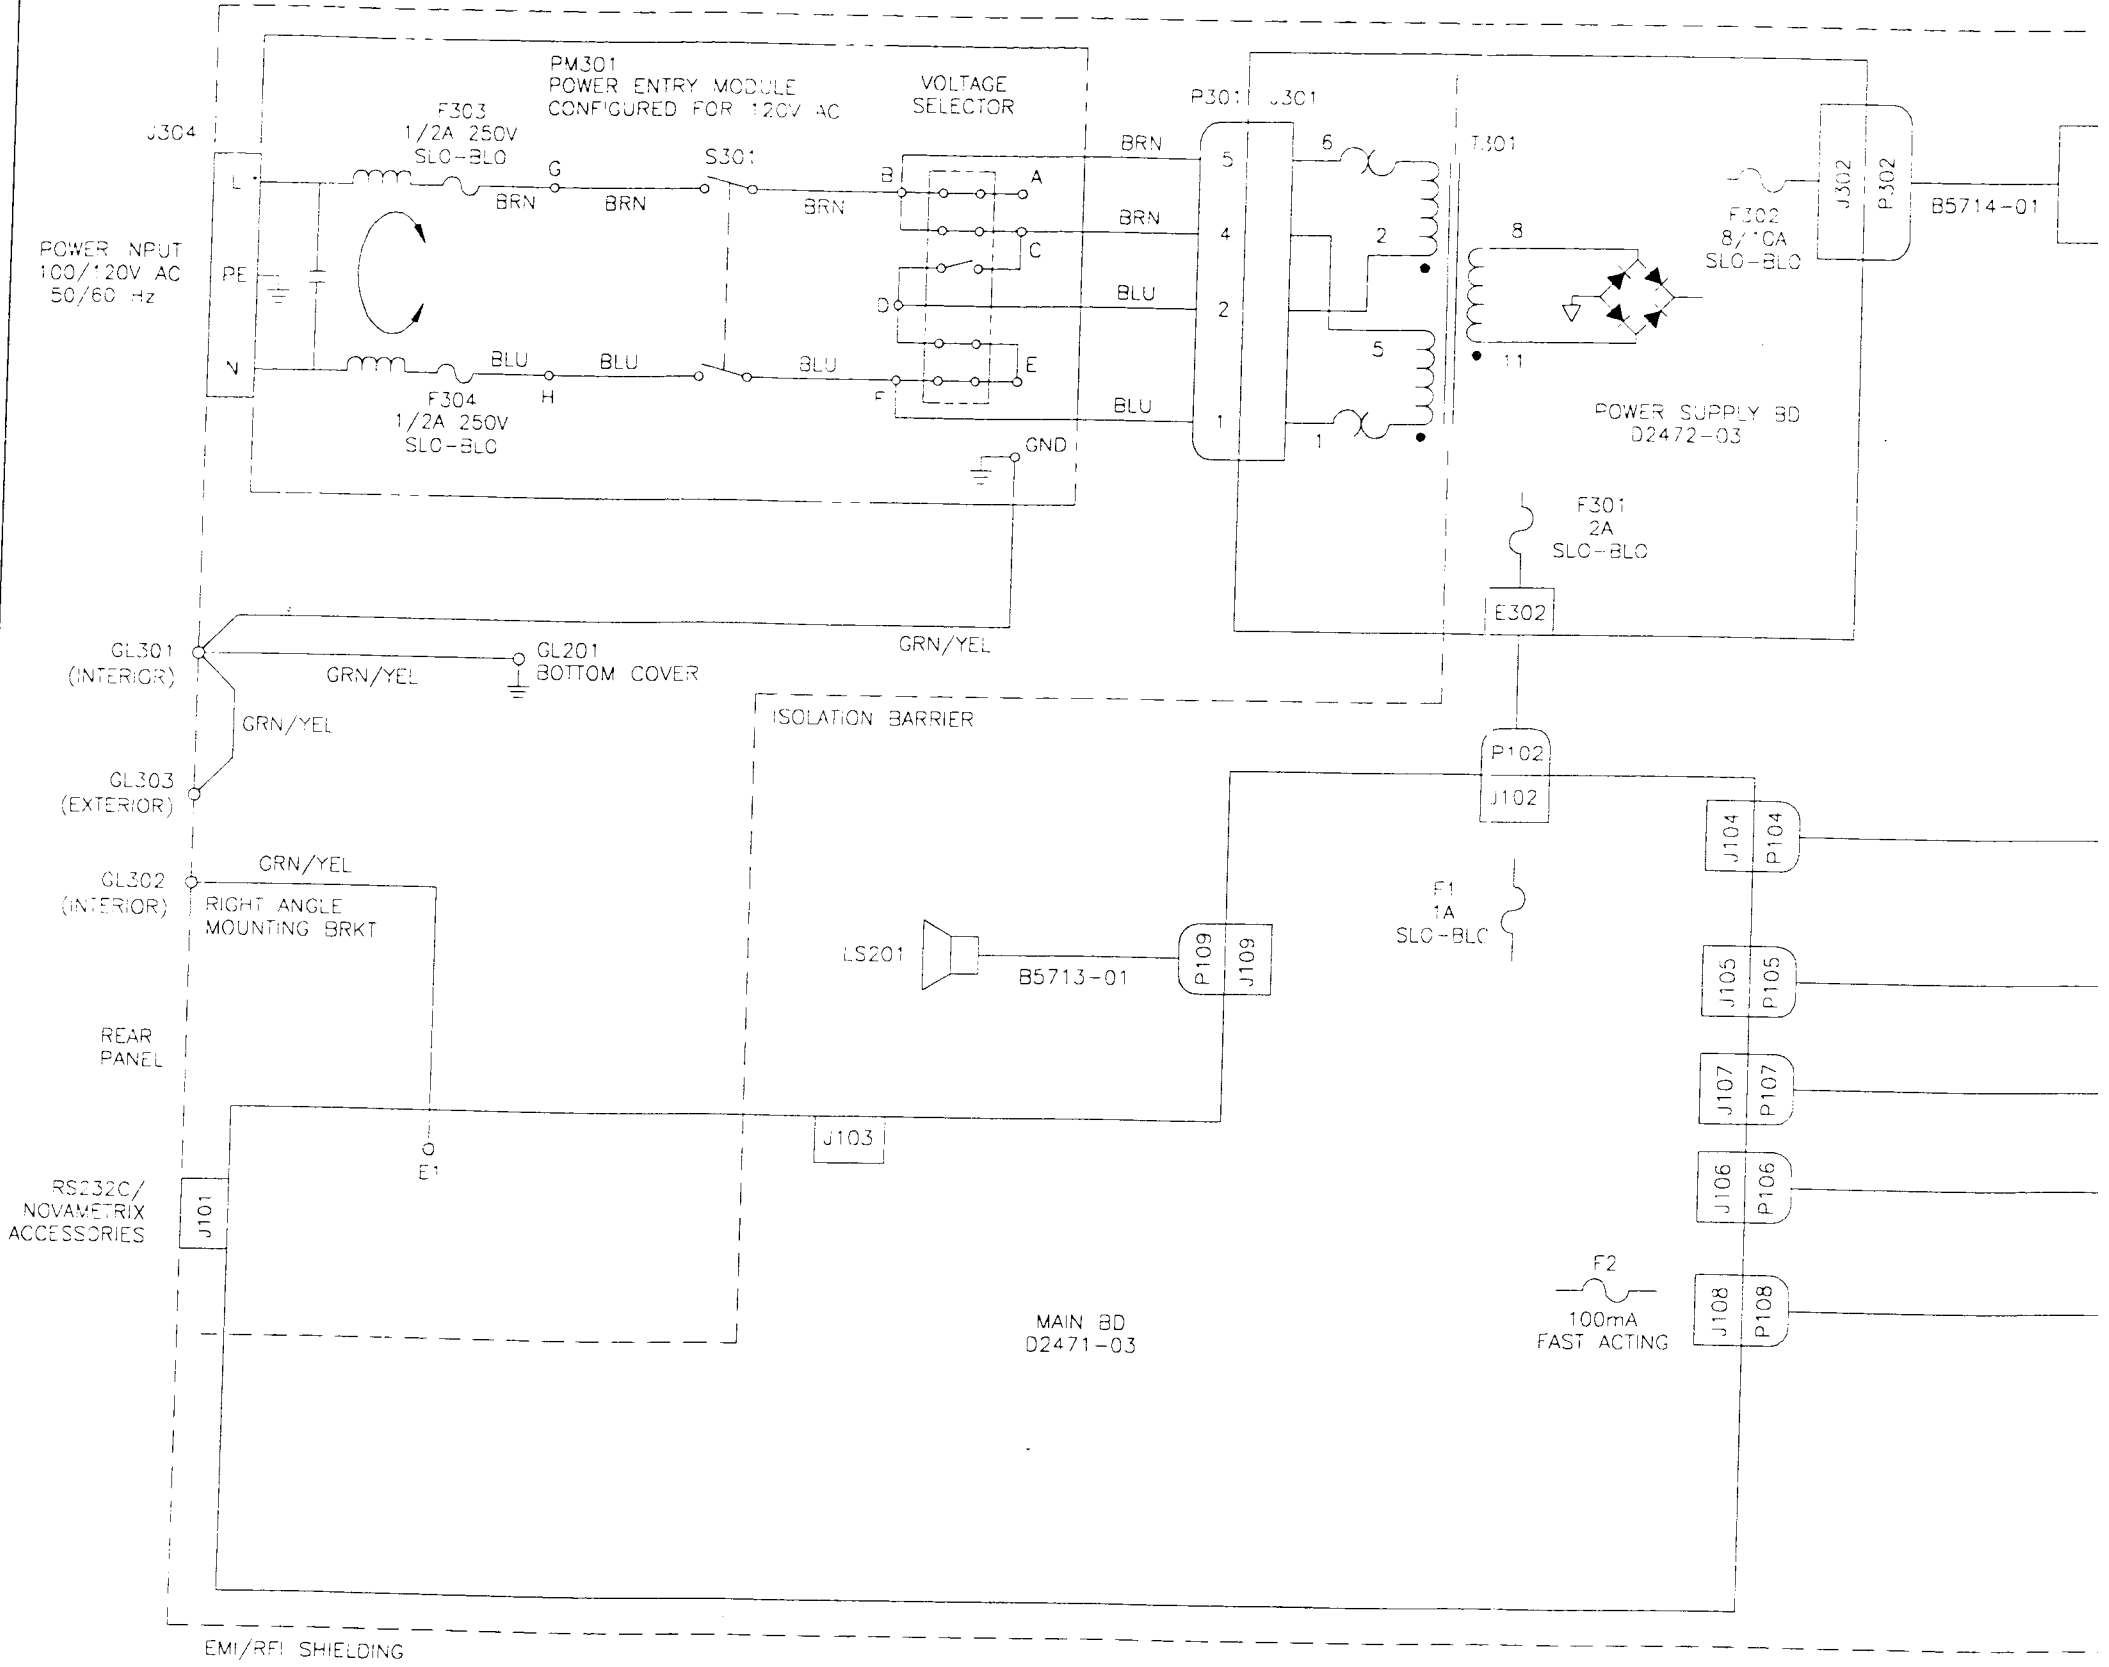 PM301
POWER ENTRY MODULE
CONFIGURED FOR 120V AC
VOLTAGE
SELECTOR
F303
1/2A 250V
SLO-BLO
J304
S301
L
G
BRN
BRN
BRN
B
A
C
D
E
F
POWER INPUT
100/120V AC
50/60 Hz
PE
N
BLU
BLU
BLU
H
F304
1/2A 250V
SLO-BLO
GND
P301
J301
BRN
BRN
BLU
BLU
5
4
2
1
6
2
5
1
T301
8
11
F302
8/10A
SLO-BLO
J302
P302
B5714-01
POWER SUPPLY BD
D2472-03
F301
2A
SLO-BLO
E302
GRN/YEL
GL301
(INTERIOR)
GRN/YEL
GL201
BOTTOM COVER
GRN/YEL
ISOLATION BARRIER
GL303
(EXTERIOR)
P102
J102
GRN/YEL
GL302
(INTERIOR)
RIGHT ANGLE
MOUNTING BRKT
J104
P104
F1
1A
SLO-BLO
LS201
B5713-01
P109
J109
J105
P105
REAR
PANEL
J107
P107
J103
E1
J106
P106
RS232C/
NOVAMETRIX
ACCESSORIES
J101
F2
100mA
FAST ACTING
J108
P108
MAIN BD
D2471-03
EMI/RFI SHIELDING